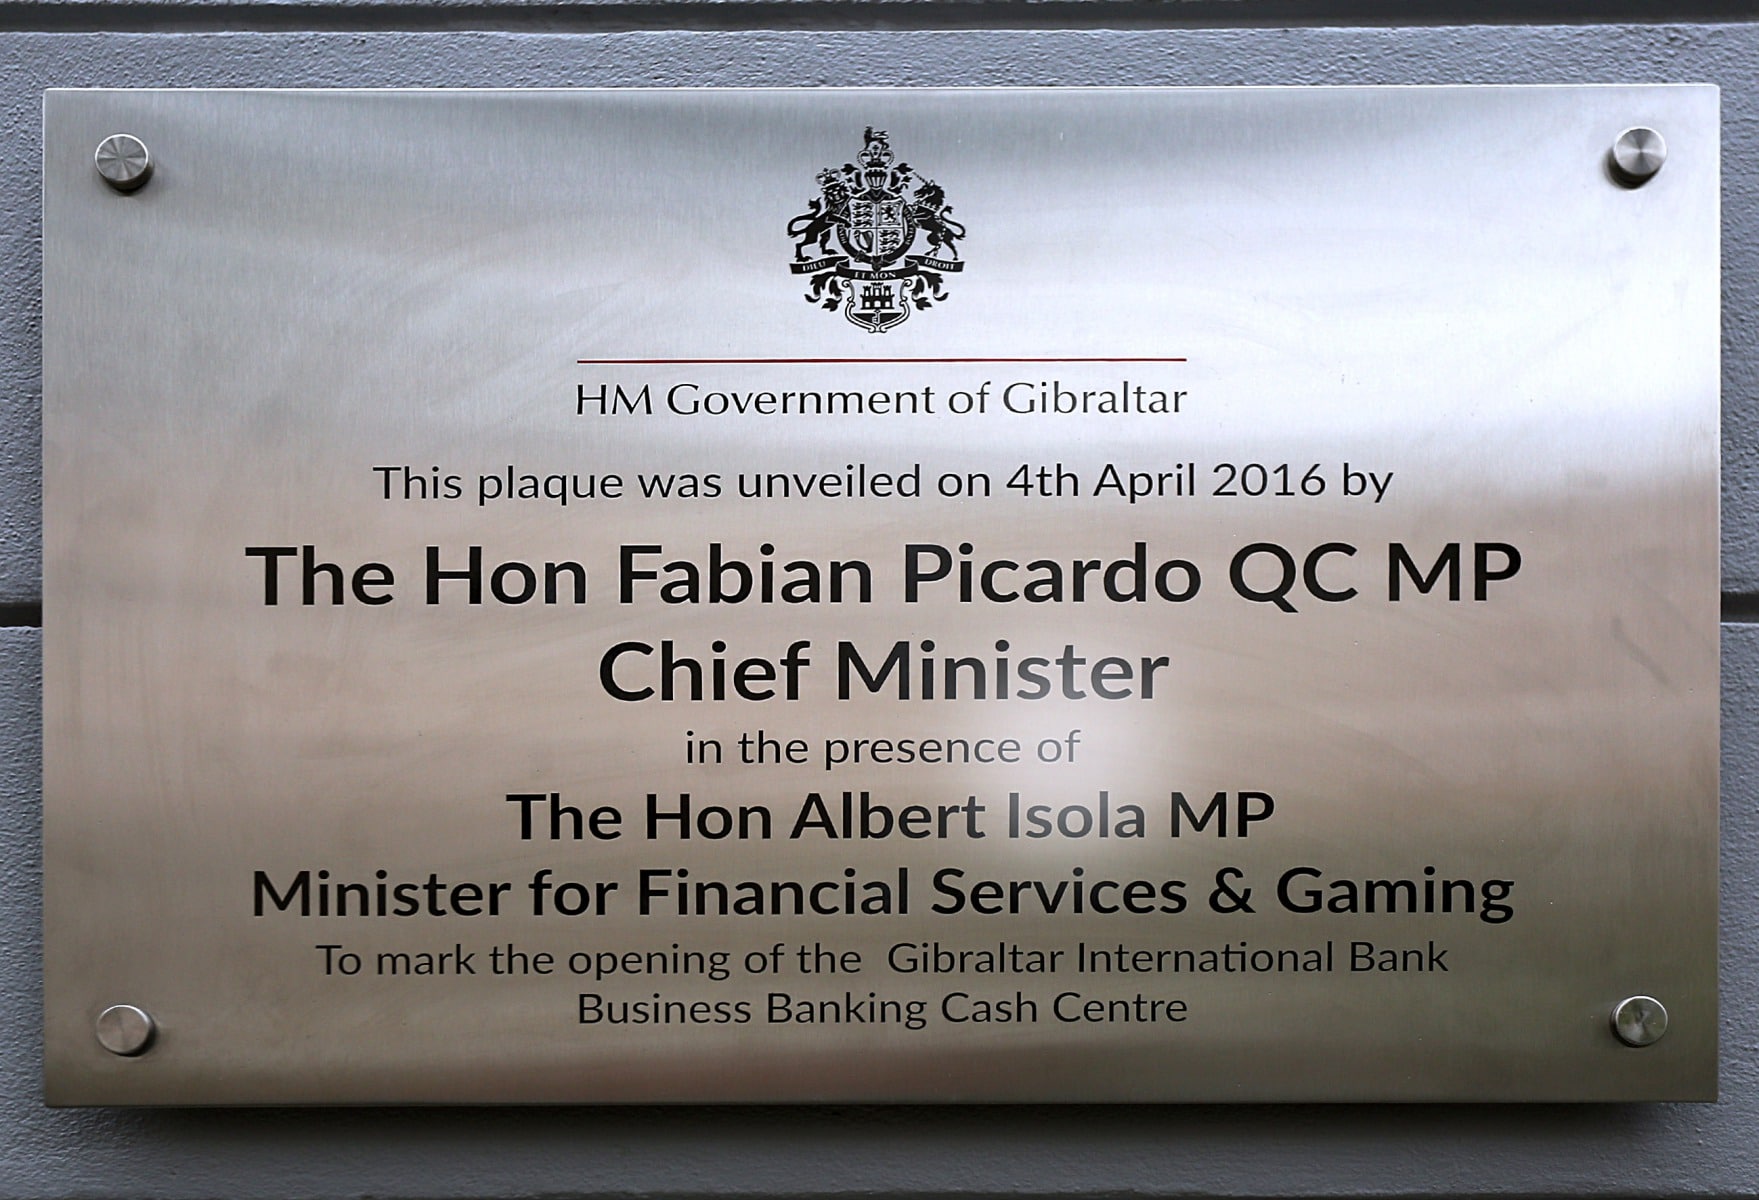 DIEU ET MON DROIT
HM Government of Gibraltar
This plaque was unveiled on 4th April 2016 by
The Hon Fabian Picardo QC MP
Chief Minister
in the presence of
The Hon Albert Isola MP
Minister for Financial Services & Gaming
To mark the opening of the Gibraltar International Bank
Business Banking Cash Centre